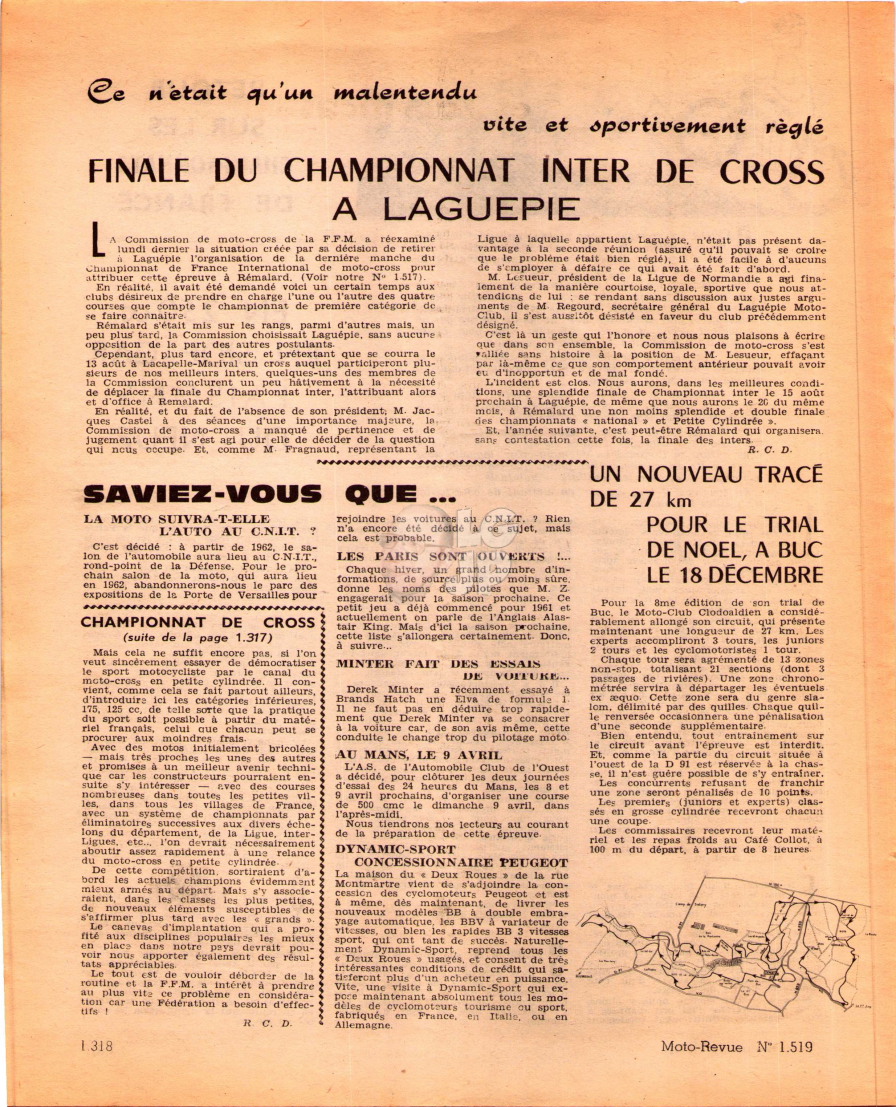 Ce n'était qu'un malentendu
vite et sportivement règlé
FINALE DU CHAMPIONNAT INTER DE CROSS
A LAGUEPIE
LA Commission de moto-cross de la F.F.M. a réexaminé
lundi dernier la situation créée par sa décision de retirer
à Laguépie l'organisation de la dernière manche du
Championnat de France International de moto-cross pour
attribuer cette épreuve à Rémalard. (Voir notre N° 1.517).
En réalité, il avait été demandé voici un certain temps aux
clubs désireux de prendre en charge l'une ou l'autre des quatre
courses que compte le championnat de première catégorie de
se faire connaître.
Rémalard s'était mis sur les rangs, parmi d'autres mais, un
peu plus tard, la Commission choisissait Laguépie, sans aucune
opposition de la part des autres postulants.
Cependant, plus tard encore, et prétextant que se courra le
13 août à Lacapelle-Marival un cross auquel participeront plu-
sieurs de nos meilleurs inters, quelques-uns des membres de
la Commission conclurent un peu hâtivement à la nécessité
de déplacer la finale du Championnat inter, l'attribuant alors
et d'office à Remalard.
En réalité, et du fait de l'absence de son président; M. Jac-
ques Castel à des séances d'une importance majeure, la
Commission de moto-cross a manqué de pertinence et de
jugement quant il s'est agi pour elle de décider de la question
qui nous occupe. Et, comme M. Fragnaud, représentant la
Ligue à laquelle appartient Laguépie, n'était pas présent da-
vantage à la seconde réunion (assuré qu'il pouvait se croire
que le problème était bien réglé), il a été facile à d'aucuns
de s'employer à défaire ce qui avait été fait d'abord.
M. Lesueur, président de la Ligue de Normandie a agi fina-
lement de la manière courtoise, loyale, sportive que nous at-
tendions de lui : se rendant sans discussion aux justes argu-
ments de M. Regourd, secrétaire général du Laguépie Moto-
Club, il s'est aussitôt désisté en faveur du club précédemment
désigné.
C'est là un geste qui l'honore et nous nous plaisons à écrire
que dans son ensemble, la Commission de moto-cross s'est
ralliée sans histoire à la position de M. Lesueur, effaçant
par là-même ce que son comportement antérieur pouvait avoir
eu d'inopportun et de mal fondé.
L'incident est clos. Nous aurons, dans les meilleures condi-
tions, une splendide finale de Championnat inter le 15 août
prochain à Laguépie, de même que nous aurons le 26 du même
mois, à Rémalard une non moins splendide et double finale
des championnats « national » et Petite Cylindrée ».
Et, l'année suivante, c'est peut-être Rémalard qui organisera,
sans contestation cette fois, la finale des inters.
R. C. D.
SAVIEZ-VOUS QUE ...
LA MOTO SUIVRA-T-ELLE
L'AUTO AU C.N.I.T. ?
C'est décidé : à partir de 1962, le sa-
lon de l'automobile aura lieu au C.N.I.T.,
rond-point de la Défense. Pour le pro-
chain salon de la moto, qui aura lieu
en 1962, abandonnerons-nous le parc des
expositions de la Porte de Versailles pour
rejoindre les voitures au C.N.I.T. ? Rien
n'a encore été décidé à ce sujet, mais
cela est probable.
LES PARIS SONT OUVERTS !...
Chaque hiver, un grand nombre d'in-
formations, de source plus ou moins sûre,
donne les noms des pilotes que M. Z.
engagerait pour la saison prochaine. Ce
petit jeu a déjà commencé pour 1961 et
actuellement on parle de l'Anglais Alas-
tair King. Mais d'ici la saison prochaine,
cette liste s'allongera certainement. Donc,
à suivre...
MINTER FAIT DES ESSAIS
DE VOITURE...
Derek Minter a récemment essayé à
Brands Hatch une Elva de formule 1.
Il ne faut pas en déduire trop rapide-
ment que Derek Minter va se consacrer
à la voiture car, de son avis même, cette
conduite le change trop du pilotage moto.
AU MANS, LE 9 AVRIL
L'A.S. de l'Automobile Club de l'Ouest
a décidé, pour clôturer les deux journées
d'essai des 24 heures du Mans, les 8 et
9 avril prochains, d'organiser une course
de 500 cmc le dimanche 9 avril, dans
l'après-midi.
Nous tiendrons nos lecteurs au courant
de la préparation de cette épreuve.
DYNAMIC-SPORT
CONCESSIONNAIRE PEUGEOT
La maison du « Deux Roues » de la rue
Montmartre vient de s'adjoindre la con-
cession des cyclomoteurs Peugeot et est
à même, dès maintenant, de livrer les
nouveaux modèles BB à double embra-
yage automatique, les BBV à variateur de
vitesses, ou bien les rapides BB 3 vitesses
sport, qui ont tant de succès. Naturelle-
ment Dynamic-Sport, reprend tous les
« Deux Roues » usagés, et consent de très
intéressantes conditions de crédit qui sa-
tisferont plus d'un acheteur en puissance.
Vite, une visite à Dynamic-Sport qui ex-
pose maintenant absolument tous les mo-
dèles de cyclomoteurs tourisme ou sport,
fabriqués en France, en Italie, ou en
Allemagne.
CHAMPIONNAT DE CROSS
(suite de la page 1.317)
Mais cela ne suffit encore pas, si l'on
veut sincèrement essayer de démocratiser
le sport motocycliste par le canal du
moto-cross en petite cylindrée. Il con-
vient, comme cela se fait partout ailleurs,
d'introduire ici les catégories inférieures,
175, 125 cc, de telle sorte que la pratique
du sport soit possible à partir du maté-
riel français, celui que chacun peut se
procurer aux moindres frais.
Avec des motos initialement bricolées
— mais très proches les unes des autres
et promises à un meilleur avenir techni-
que car les constructeurs pourraient en-
suite s'y intéresser — avec des courses
nombreuses dans toutes les petites vil-
les, dans tous les villages de France,
avec un système de championnats par
éliminatoires successives aux divers éche-
lons du département, de la Ligue, inter-
Ligues, etc..., l'on devrait nécessairement
aboutir assez rapidement à une relance
du moto-cross en petite cylindrée.
De cette compétition, sortiraient d'a-
bord les actuels champions évidemment
mieux armés au départ. Mais s'y associe-
raient, dans les classes les plus petites,
de nouveaux éléments susceptibles de
s'affirmer plus tard avec les « grands ».
Le canevas d'implantation qui a pro-
fité aux disciplines populaires les mieux
en place dans notre pays devrait pou-
voir nous apporter également des résul-
tats appréciables.
Le tout est de vouloir déborder de la
routine et la F.F.M. a intérêt à prendre
au plus vite ce problème en considéra-
tion car une Fédération a besoin d'effec-
tifs !
R. C. D.
UN NOUVEAU TRACÉ
DE 27 km
POUR LE TRIAL
DE NOEL, A BUC
LE 18 DÉCEMBRE
Pour la 8me édition de son trial de
Buc, le Moto-Club Clodoaldien a considé-
rablement allongé son circuit, qui présente
maintenant une longueur de 27 km. Les
experts accompliront 3 tours, les juniors
2 tours et les cyclomotoristes 1 tour.
Chaque tour sera agrémenté de 13 zones
non-stop, totalisant 21 sections (dont 3
passages de rivières). Une zone chrono-
métrée servira à départager les éventuels
ex æquo. Cette zone sera du genre sla-
lom, délimité par des quilles. Chaque quil-
le renversée occasionnera une pénalisation
d'une seconde supplémentaire.
Bien entendu, tout entraînement sur
le circuit avant l'épreuve est interdit.
Et, comme la partie du circuit située à
l'ouest de la D 91 est réservée à la chas-
se, il n'est guère possible de s'y entraîner.
Les concurrents refusant de franchir
une zone seront pénalisés de 10 points.
Les premiers (juniors et experts) clas-
sés en grosse cylindrée recevront chacun
une coupe.
Les commissaires recevront leur maté-
riel et les repas froids au Café Collot, à
100 m du départ, à partir de 8 heures.
1.318
Moto-Revue N° 1.519